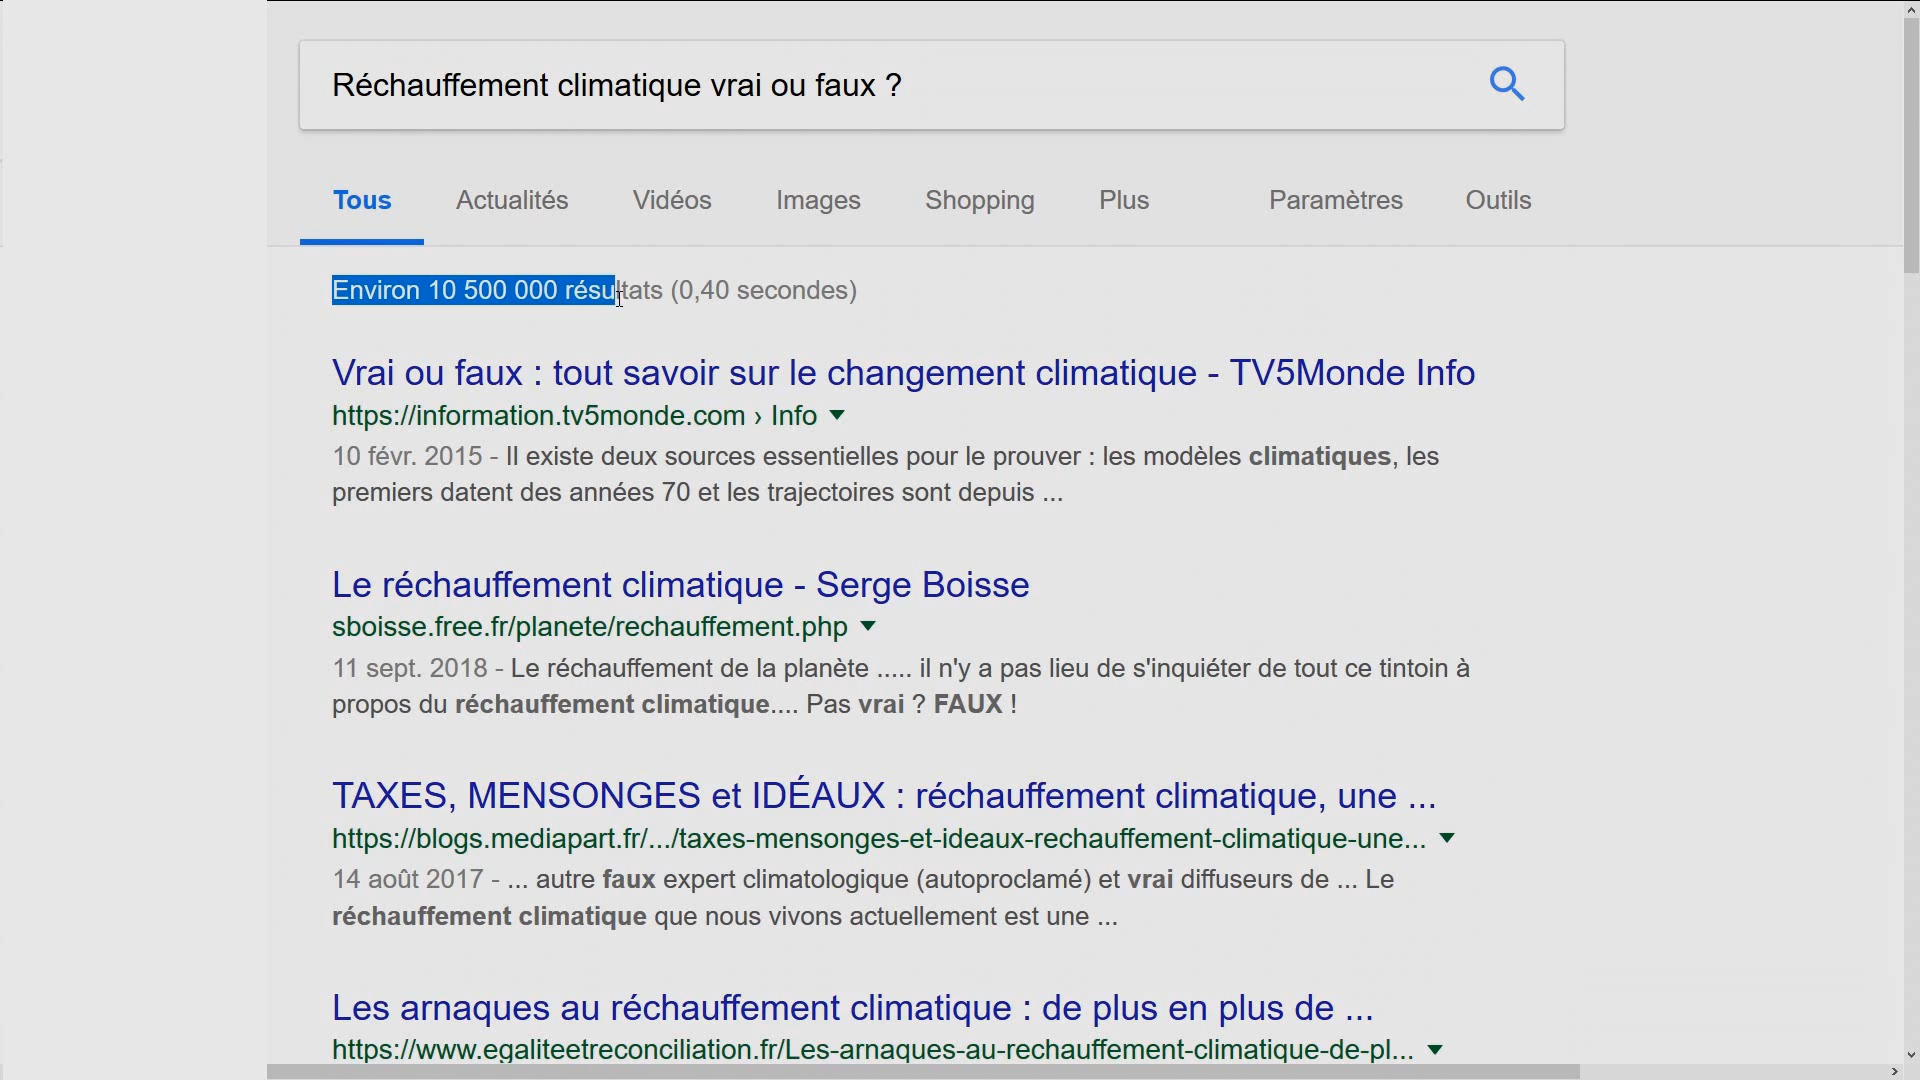 Réchauffement climatique vrai ou faux ?
Tous Actualités Vidéos Images Shopping Plus Paramètres Outils
Environ 10 500 000 résultats (0,40 secondes)
Vrai ou faux : tout savoir sur le changement climatique - TV5Monde Info
https://information.tv5monde.com › Info
10 févr. 2015 - Il existe deux sources essentielles pour le prouver : les modèles climatiques, les
premiers datent des années 70 et les trajectoires sont depuis ...
Le réchauffement climatique - Serge Boisse
sboisse.free.fr/planete/rechauffement.php
11 sept. 2018 - Le réchauffement de la planète ..... il n'y a pas lieu de s'inquiéter de tout ce tintoin à
propos du réchauffement climatique.... Pas vrai ? FAUX !
TAXES, MENSONGES et IDÉAUX : réchauffement climatique, une ...
https://blogs.mediapart.fr/.../taxes-mensonges-et-ideaux-rechauffement-climatique-une...
14 août 2017 - ... autre faux expert climatologique (autoproclamé) et vrai diffuseurs de ... Le
réchauffement climatique que nous vivons actuellement est une ...
Les arnaques au réchauffement climatique : de plus en plus de ...
https://www.egaliteetreconciliation.fr/Les-arnaques-au-rechauffement-climatique-de-pl...